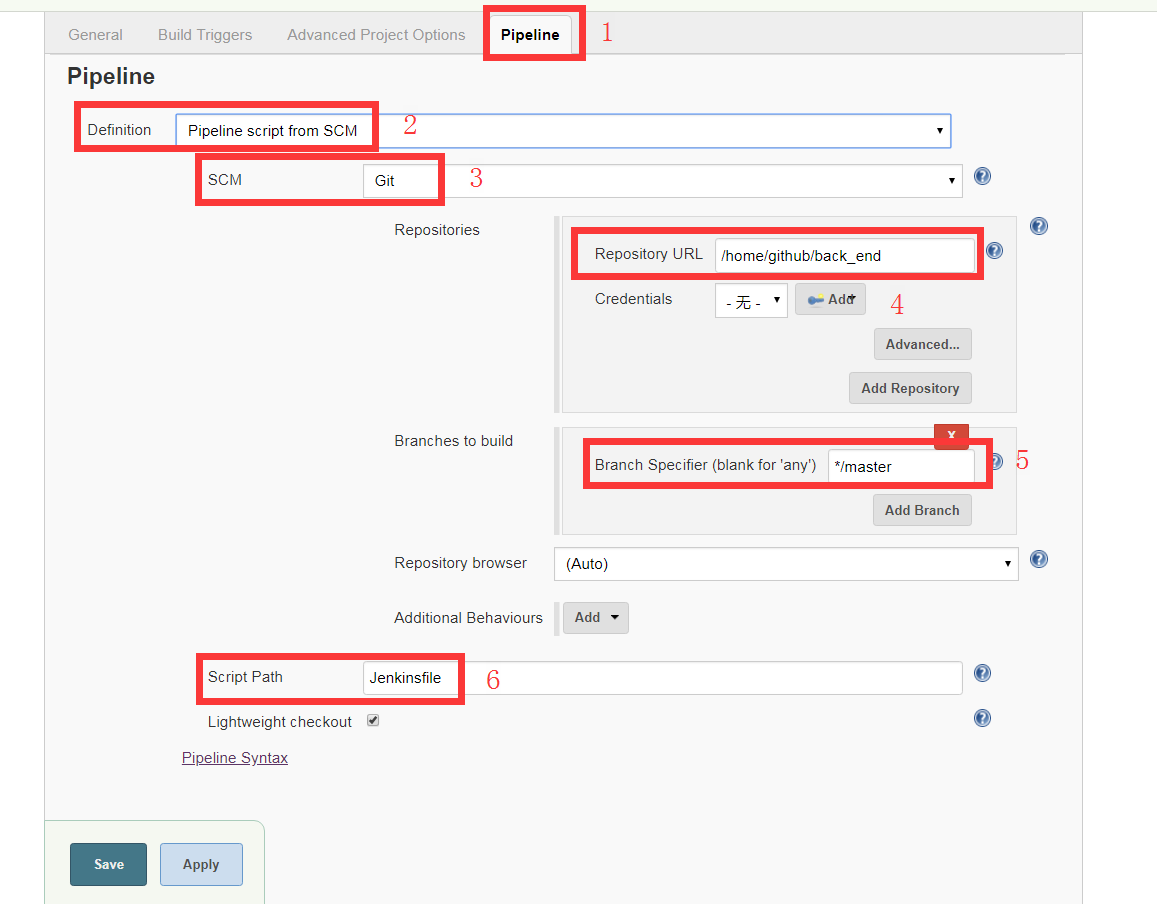 General Build Triggers Advanced Project Options Pipeline 1
Pipeline
Definition Pipeline script from SCM 2
SCM Git 3
Repositories
Repository URL /home/github/back_end
Credentials - 无 - Add 4
Advanced...
Add Repository
Branches to build X
Branch Specifier (blank for 'any') */master 5
Add Branch
Repository browser (Auto)
Additional Behaviours Add
Script Path Jenkinsfile 6
Lightweight checkout
Pipeline Syntax
Save Apply